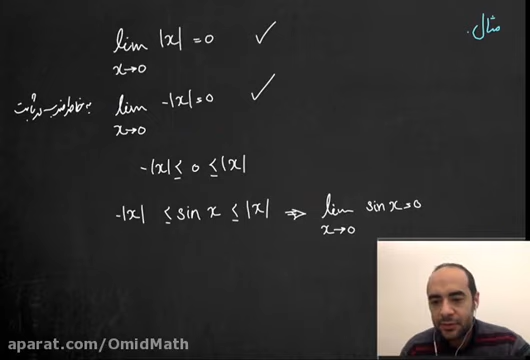 مثال.
lim |x| = 0 ✓
x→0
lim -|x| = 0 ✓
x→0
به خاطر ضرب در ثابت
-|x| ≤ 0 ≤ |x|
-|x| ≤ sin x ≤ |x| ⇒ lim sin x = 0
x→0
aparat.com/OmidMath